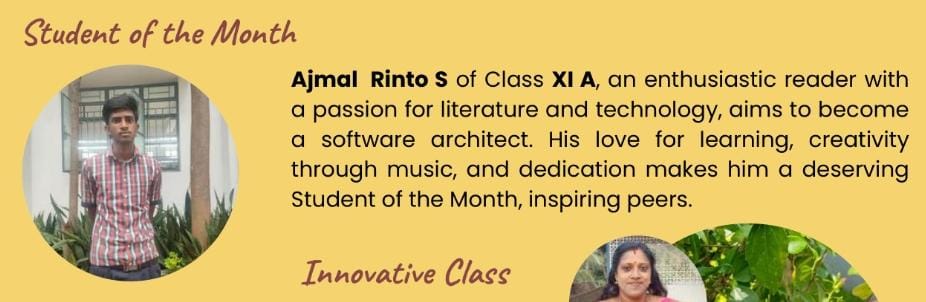 Student of the Month
Ajmal Rinto S of Class XI A, an enthusiastic reader with
a passion for literature and technology, aims to become
a software architect. His love for learning, creativity
through music, and dedication makes him a deserving
Student of the Month, inspiring peers.
Innovative Class